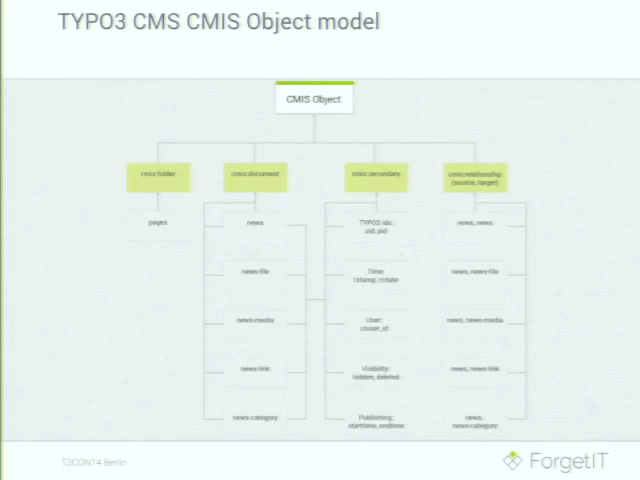 TYPO3 CMS CMIS Object model
CMIS Object
cmis:folder
cmis:document
cmis:secondary
cmis:relationship
(source, target)
pages
news
TYPO3 ids:
uid, pid
news, news
news-file
Time:
tstamp, crdate
news, news-file
news-media
User:
cruser_id
news, news-media
news-link
Visibility:
hidden, deleted
news, news-link
news-category
Publishing:
starttime, endtime
news,
news-category
T3CON14 Berlin
ForgetIT